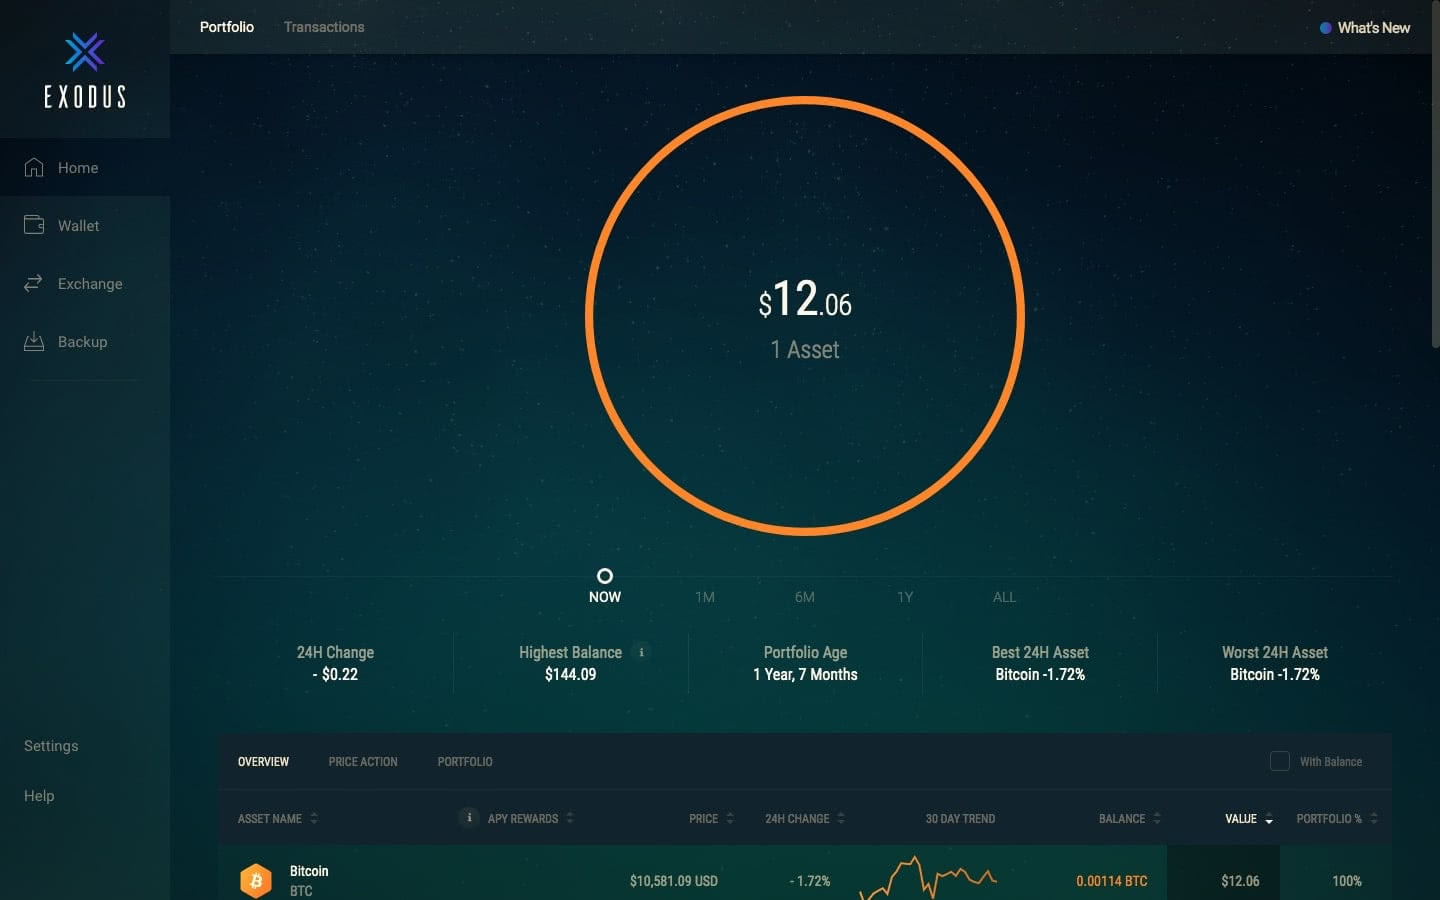 Portfolio
Transactions
What's New
EXODUS
Home
Wallet
Exchange
Backup
Settings
Help
$12.06
1 Asset
NOW 1M 6M 1Y ALL
24H Change
- $0.22
Highest Balance i
$144.09
Portfolio Age
1 Year, 7 Months
Best 24H Asset
Bitcoin -1.72%
Worst 24H Asset
Bitcoin -1.72%
OVERVIEW PRICE ACTION PORTFOLIO With Balance
ASSET NAME i APY REWARDS PRICE 24H CHANGE 30 DAY TREND BALANCE VALUE PORTFOLIO %
Bitcoin
BTC
$10,581.09 USD - 1.72% 0.00114 BTC $12.06 100%